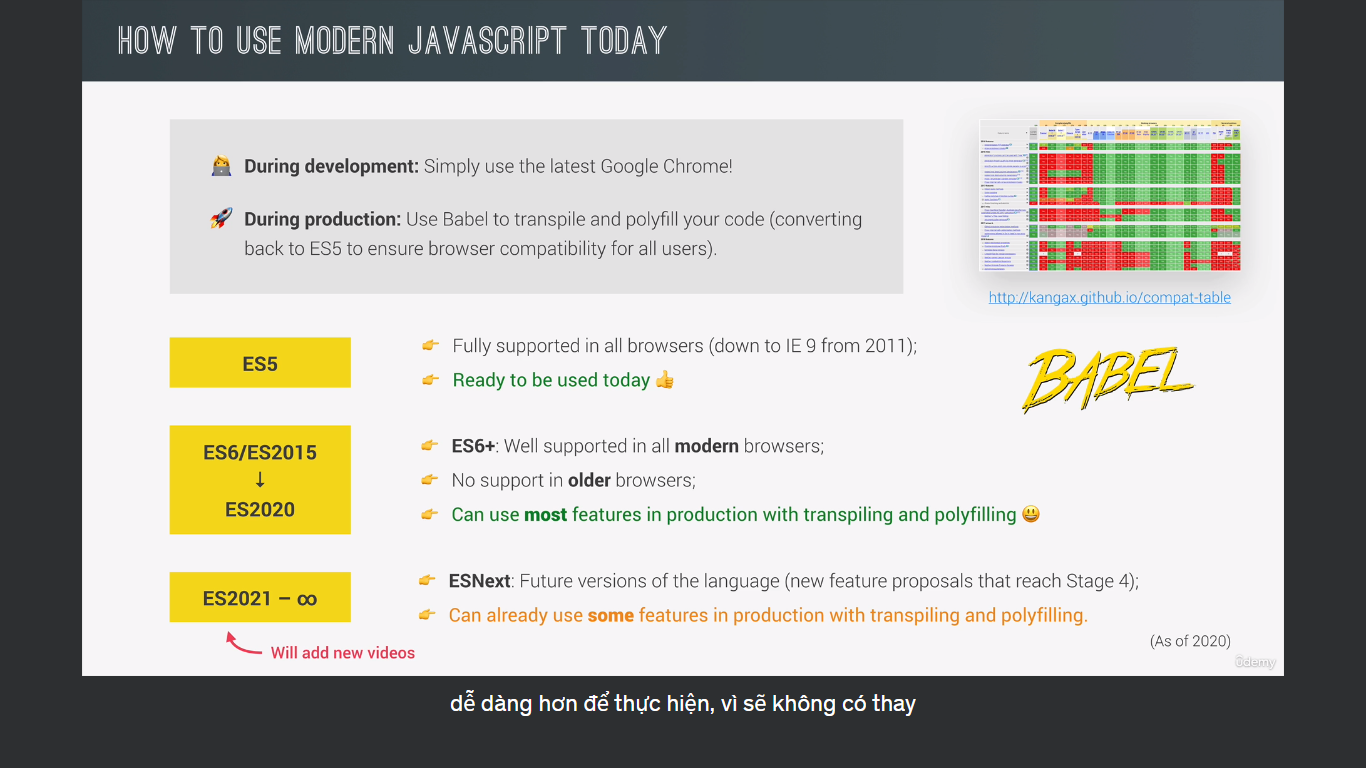 HOW TO USE MODERN JAVASCRIPT TODAY
During development: Simply use the latest Google Chrome!
During production: Use Babel to transpile and polyfill your code (converting
back to ES5 to ensure browser compatibility for all users).
http://kangax.github.io/compat-table
ES5
Fully supported in all browsers (down to IE 9 from 2011);
Ready to be used today 👍
BABEL
ES6/ES2015
↓
ES2020
ES6+: Well supported in all modern browsers;
No support in older browsers;
Can use most features in production with transpiling and polyfilling 😃
ES2021 – ∞
ESNext: Future versions of the language (new feature proposals that reach Stage 4);
Can already use some features in production with transpiling and polyfilling.
Will add new videos
(As of 2020)
ûdemy
dễ dàng hơn để thực hiện, vì sẽ không có thay